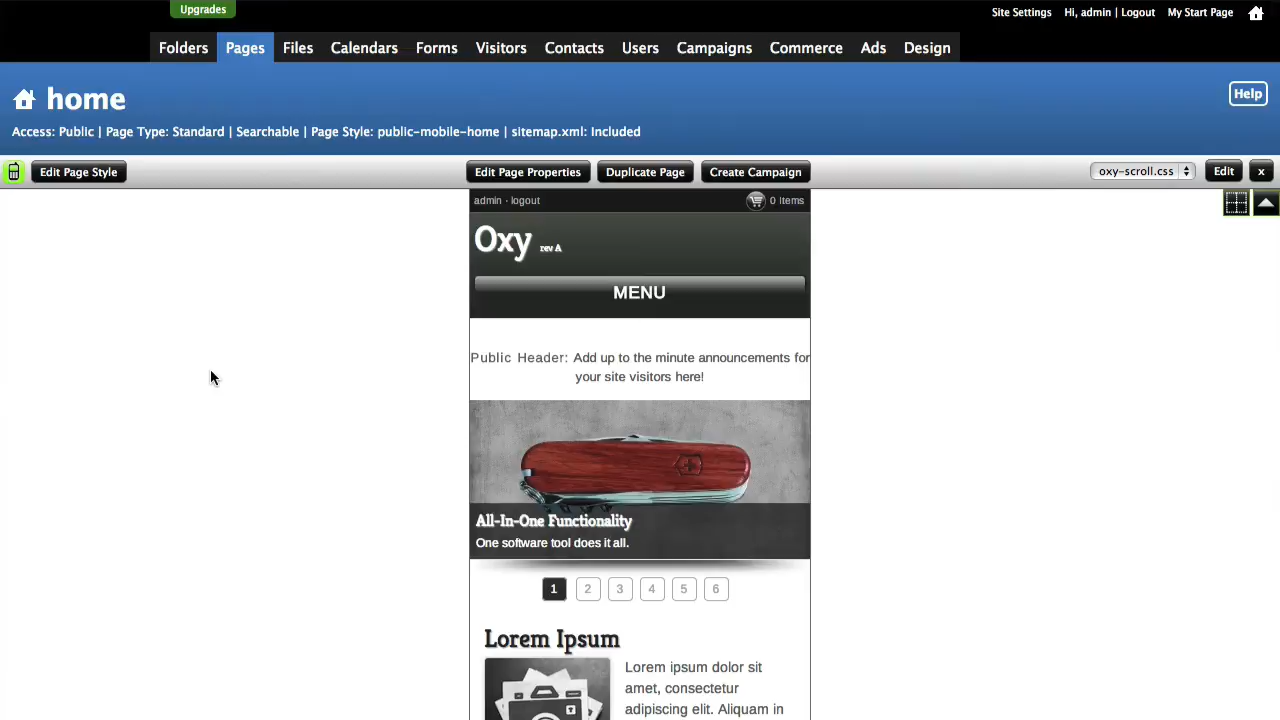 Upgrades
Site Settings Hi, admin | Logout My Start Page
Folders Pages Files Calendars Forms Visitors Contacts Users Campaigns Commerce Ads Design
home
Help
Access: Public | Page Type: Standard | Searchable | Page Style: public-mobile-home | sitemap.xml: Included
Edit Page Style Edit Page Properties Duplicate Page Create Campaign oxy-scroll.css Edit x
admin · logout 0 Items
Oxy rev A
MENU
Public Header: Add up to the minute announcements for
your site visitors here!
All-In-One Functionality
One software tool does it all.
1 2 3 4 5 6
Lorem Ipsum
Lorem ipsum dolor sit
amet, consectetur
adipiscing elit. Aliquam in